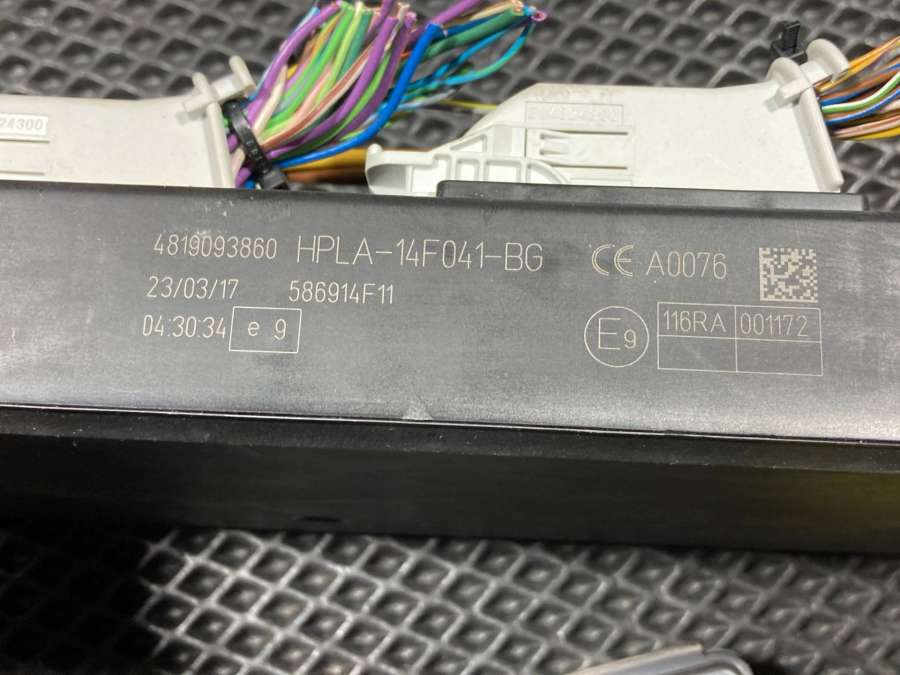 24300
4819093860 HPLA-14F041-BG CE A0076
23/03/17 586914F11
04:30:34 e 9
E9 116RA 001172